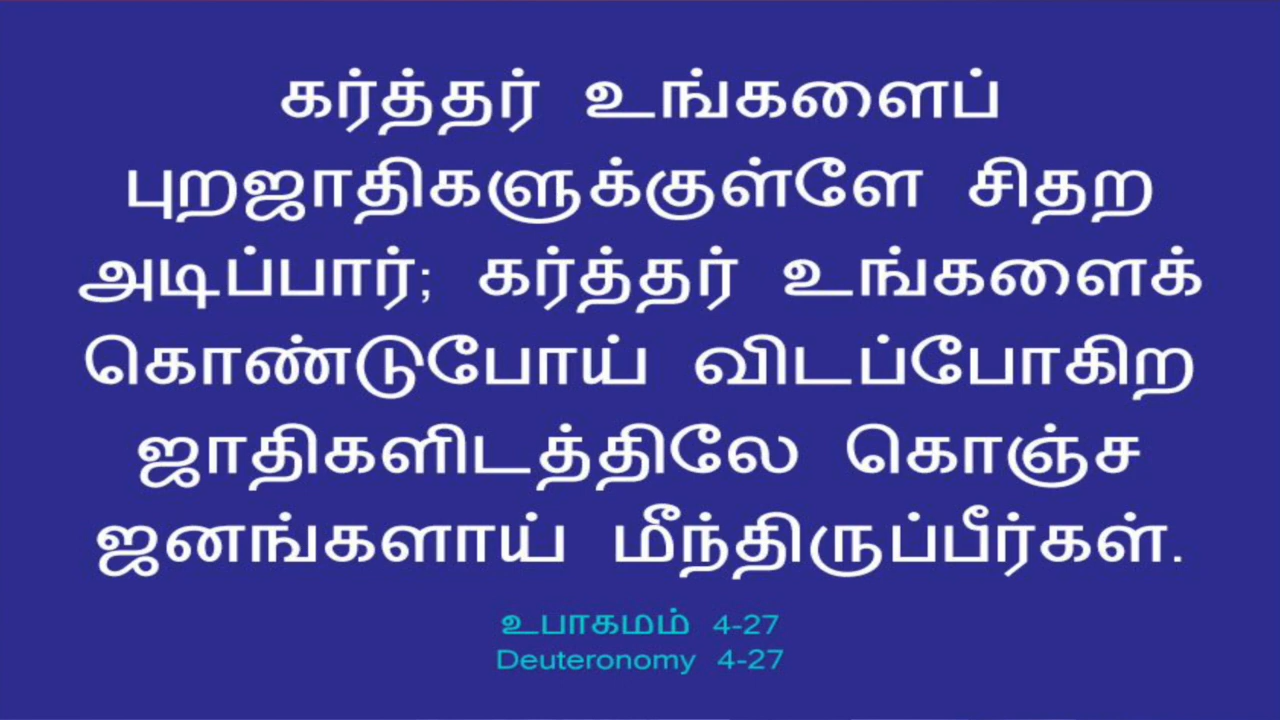 கர்த்தர் உங்களைப்
புறஜாதிகளுக்குள்ளே சிதற
அடிப்பார்; கர்த்தர் உங்களைக்
கொண்டுபோய் விடப்போகிற
ஜாதிகளிடத்திலே கொஞ்ச
ஜனங்களாய் மீந்திருப்பீர்கள்.
உபாகமம் 4-27
Deuteronomy 4-27